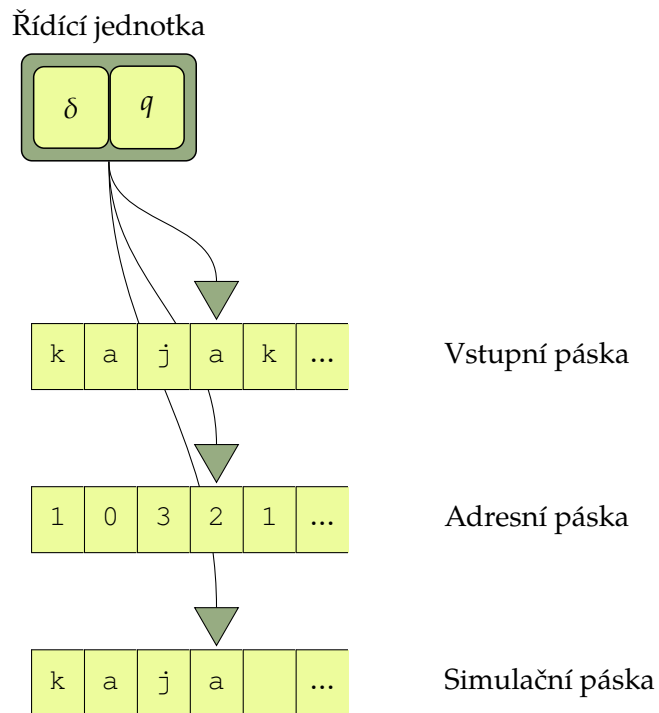 Řídící jednotka
δ q
k a j a k ...
Vstupní páska
1 0 3 2 1 ...
Adresní páska
k a j a ...
Simulační páska